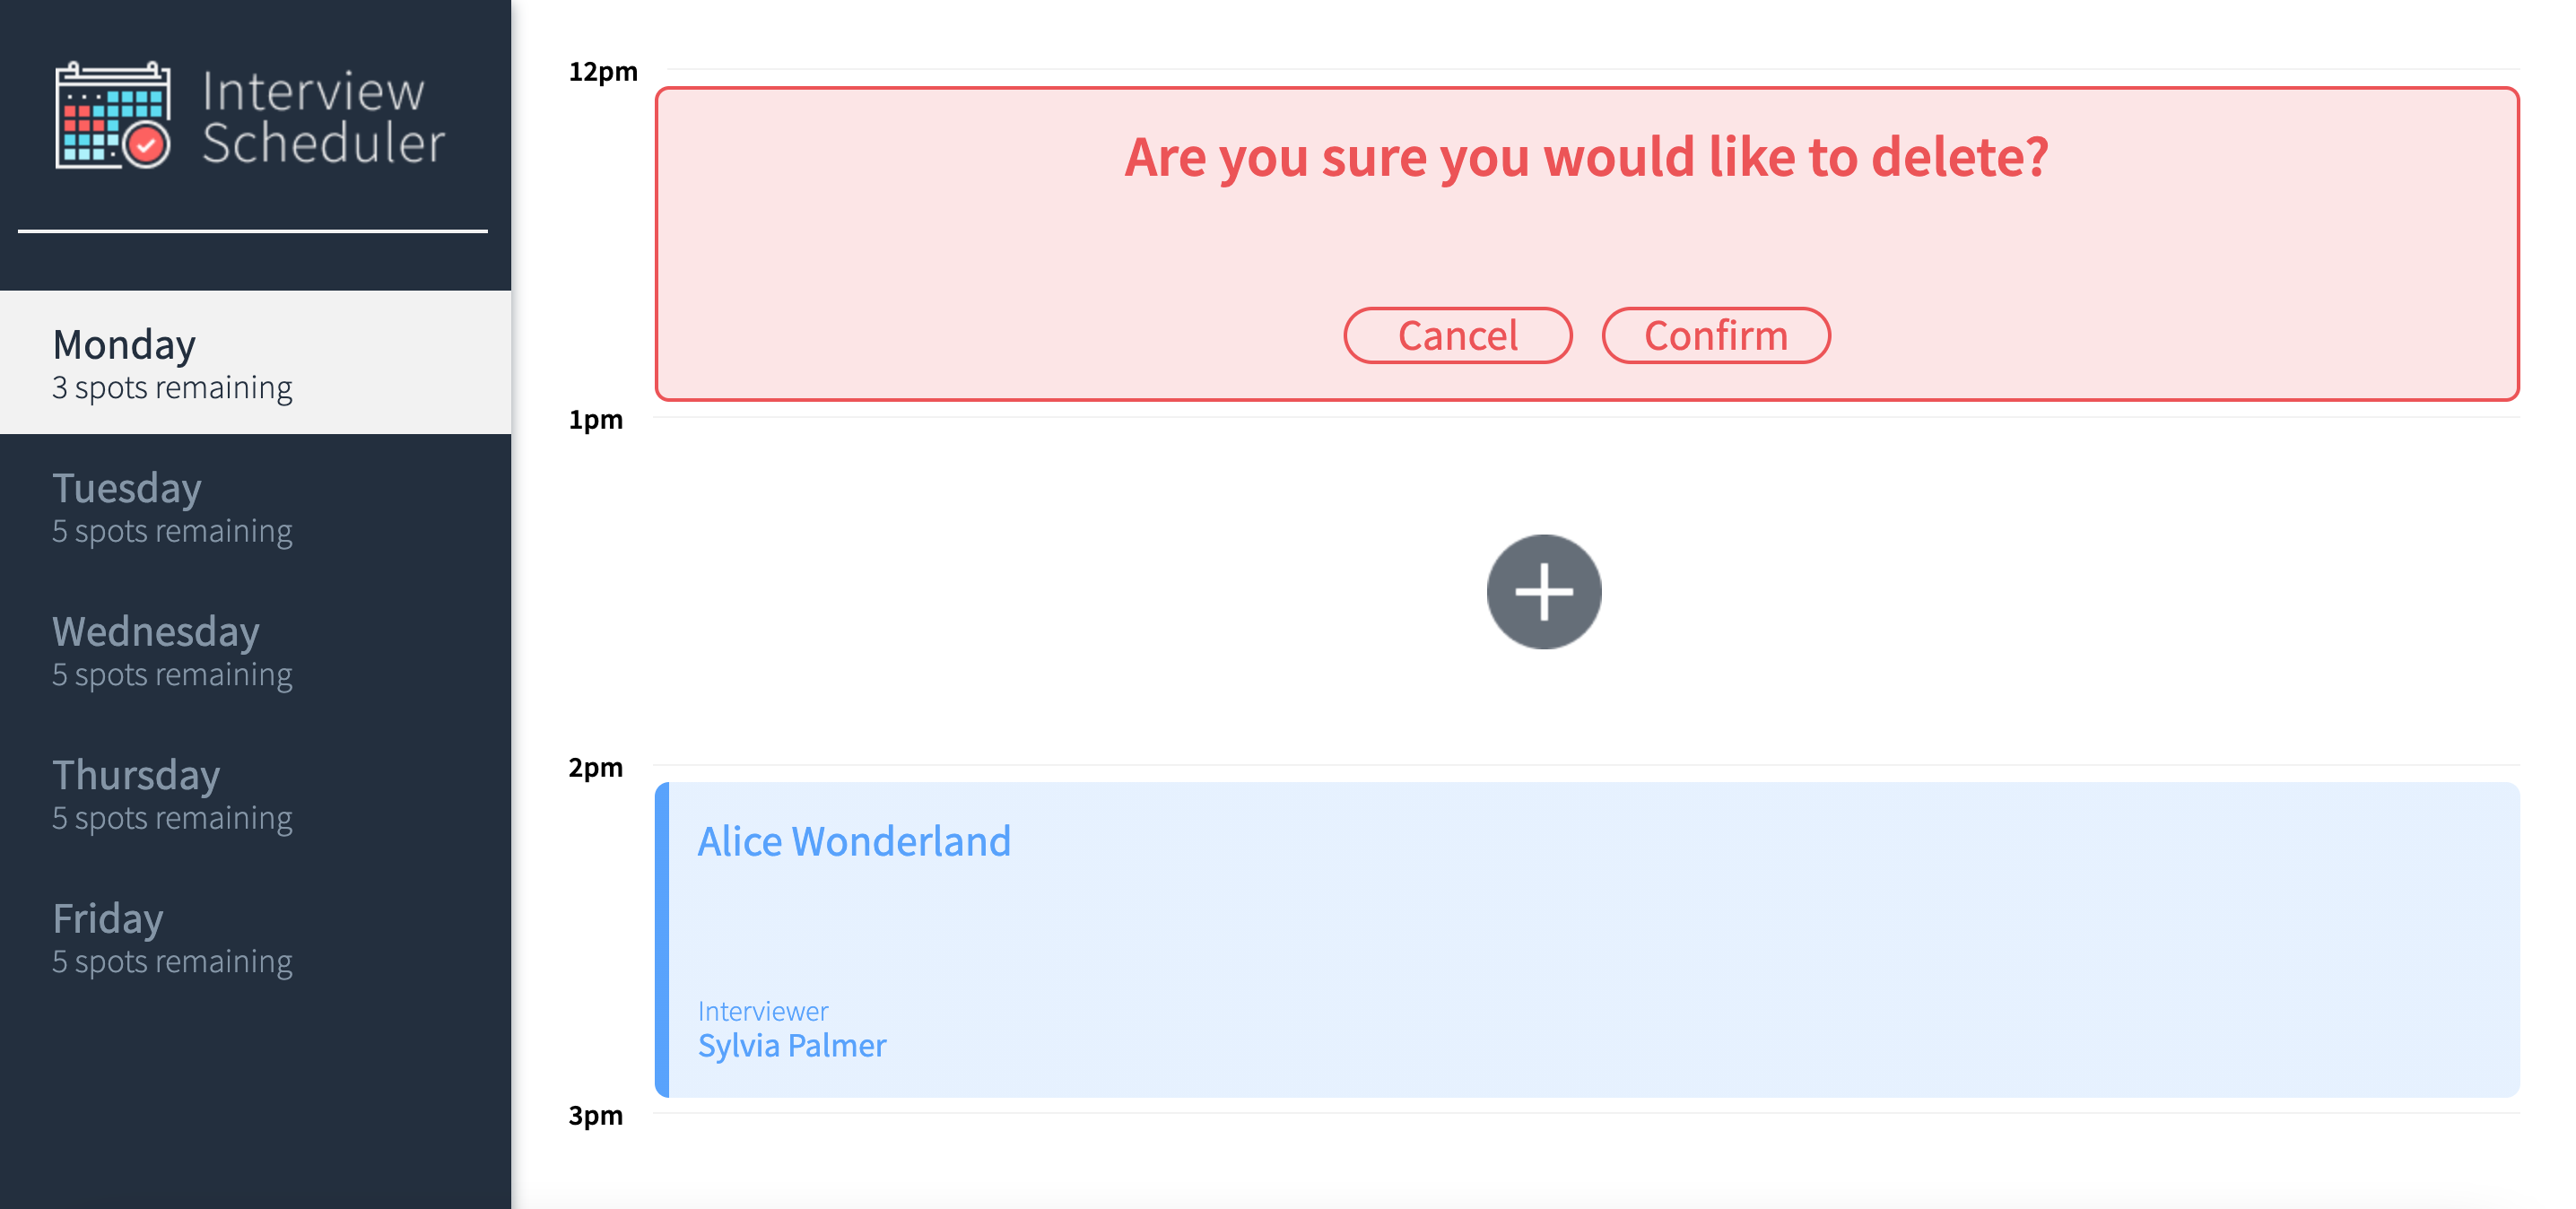 Interview
Scheduler
Monday
3 spots remaining
Tuesday
5 spots remaining
Wednesday
5 spots remaining
Thursday
5 spots remaining
Friday
5 spots remaining
12pm
Are you sure you would like to delete?
Cancel Confirm
1pm
2pm
Alice Wonderland
Interviewer
Sylvia Palmer
3pm